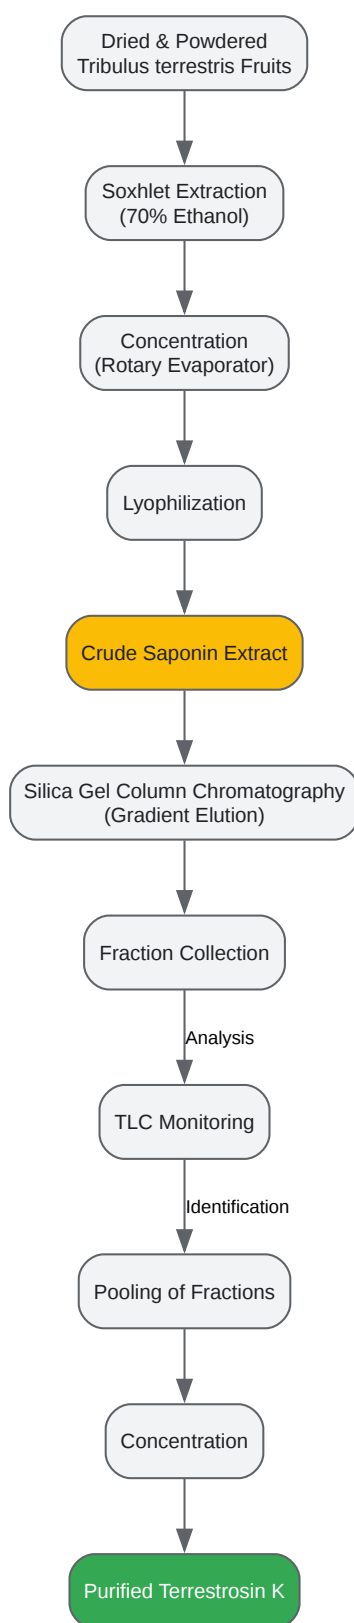 Dried & Powdered
Tribulus terrestris Fruits
Soxhlet Extraction
(70% Ethanol)
Concentration
(Rotary Evaporator)
Lyophilization
Crude Saponin Extract
Silica Gel Column Chromatography
(Gradient Elution)
Fraction Collection
Analysis
TLC Monitoring
Identification
Pooling of Fractions
Concentration
Purified Terrestrosin K